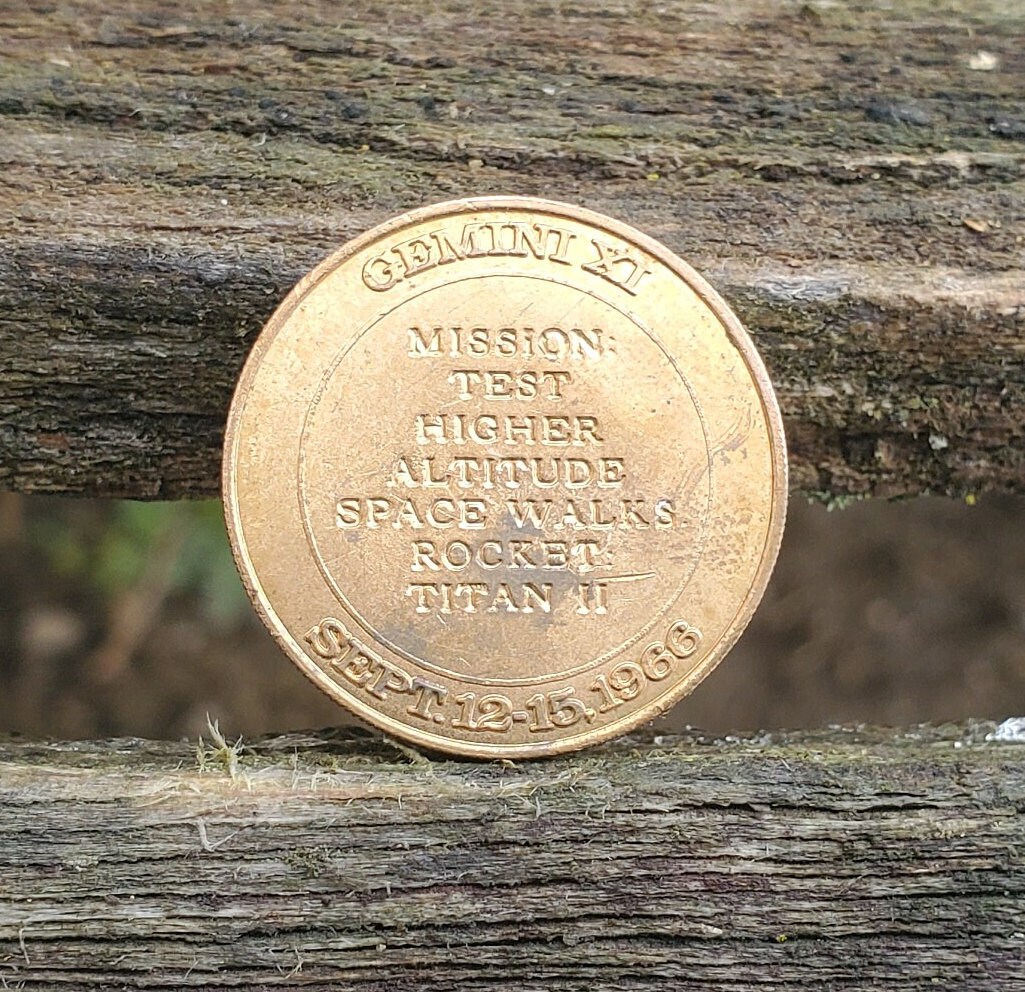 GEMINI XI
MISSION:
TEST
HIGHER
ALTITUDE
SPACE WALKS.
ROCKET:
TITAN II
SEPT. 12-15, 1966